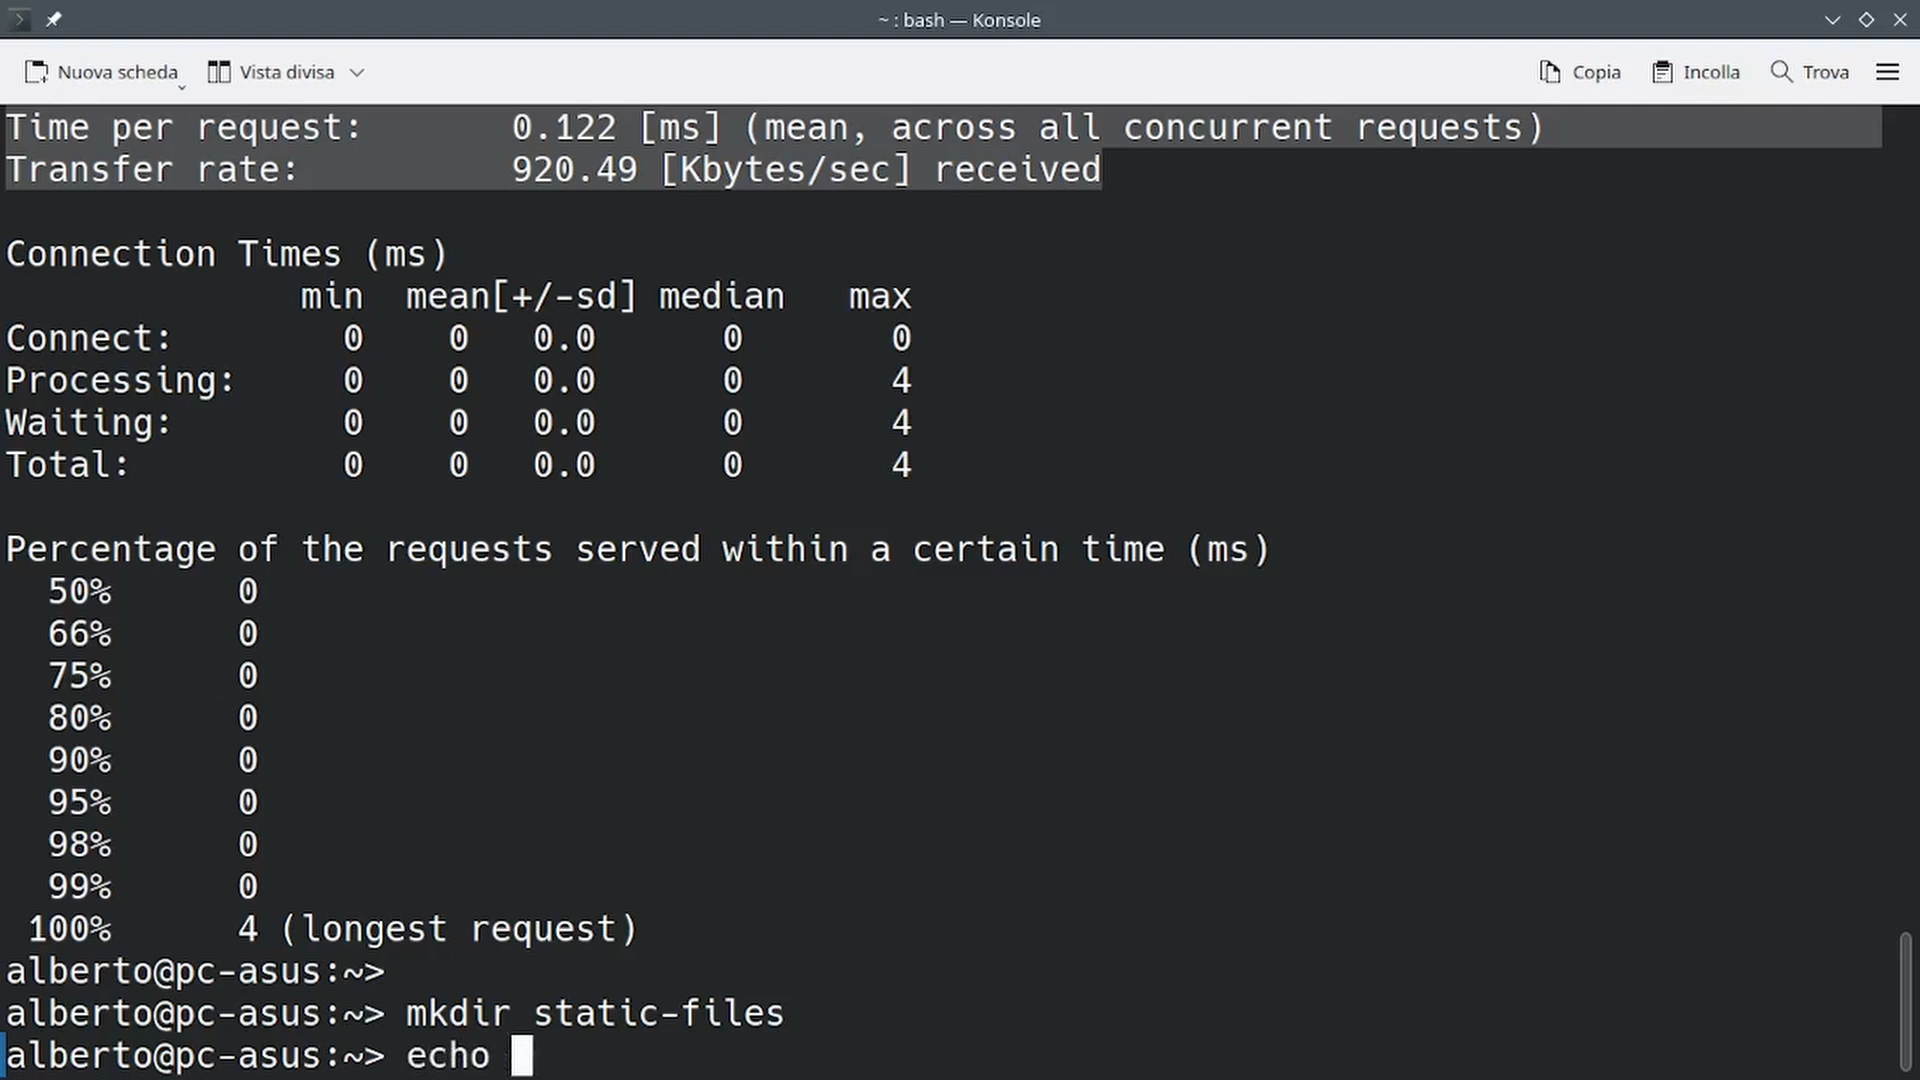 ~ : bash — Konsole
Nuova scheda Vista divisa Copia Incolla Trova
Time per request:       0.122 [ms] (mean, across all concurrent requests)
Transfer rate:          920.49 [Kbytes/sec] received
Connection Times (ms)
              min  mean[+/-sd] median   max
Connect:        0    0   0.0      0       0
Processing:     0    0   0.0      0       4
Waiting:        0    0   0.0      0       4
Total:          0    0   0.0      0       4
Percentage of the requests served within a certain time (ms)
  50%      0
  66%      0
  75%      0
  80%      0
  90%      0
  95%      0
  98%      0
  99%      0
 100%      4 (longest request)
alberto@pc-asus:~>
alberto@pc-asus:~> mkdir static-files
alberto@pc-asus:~> echo